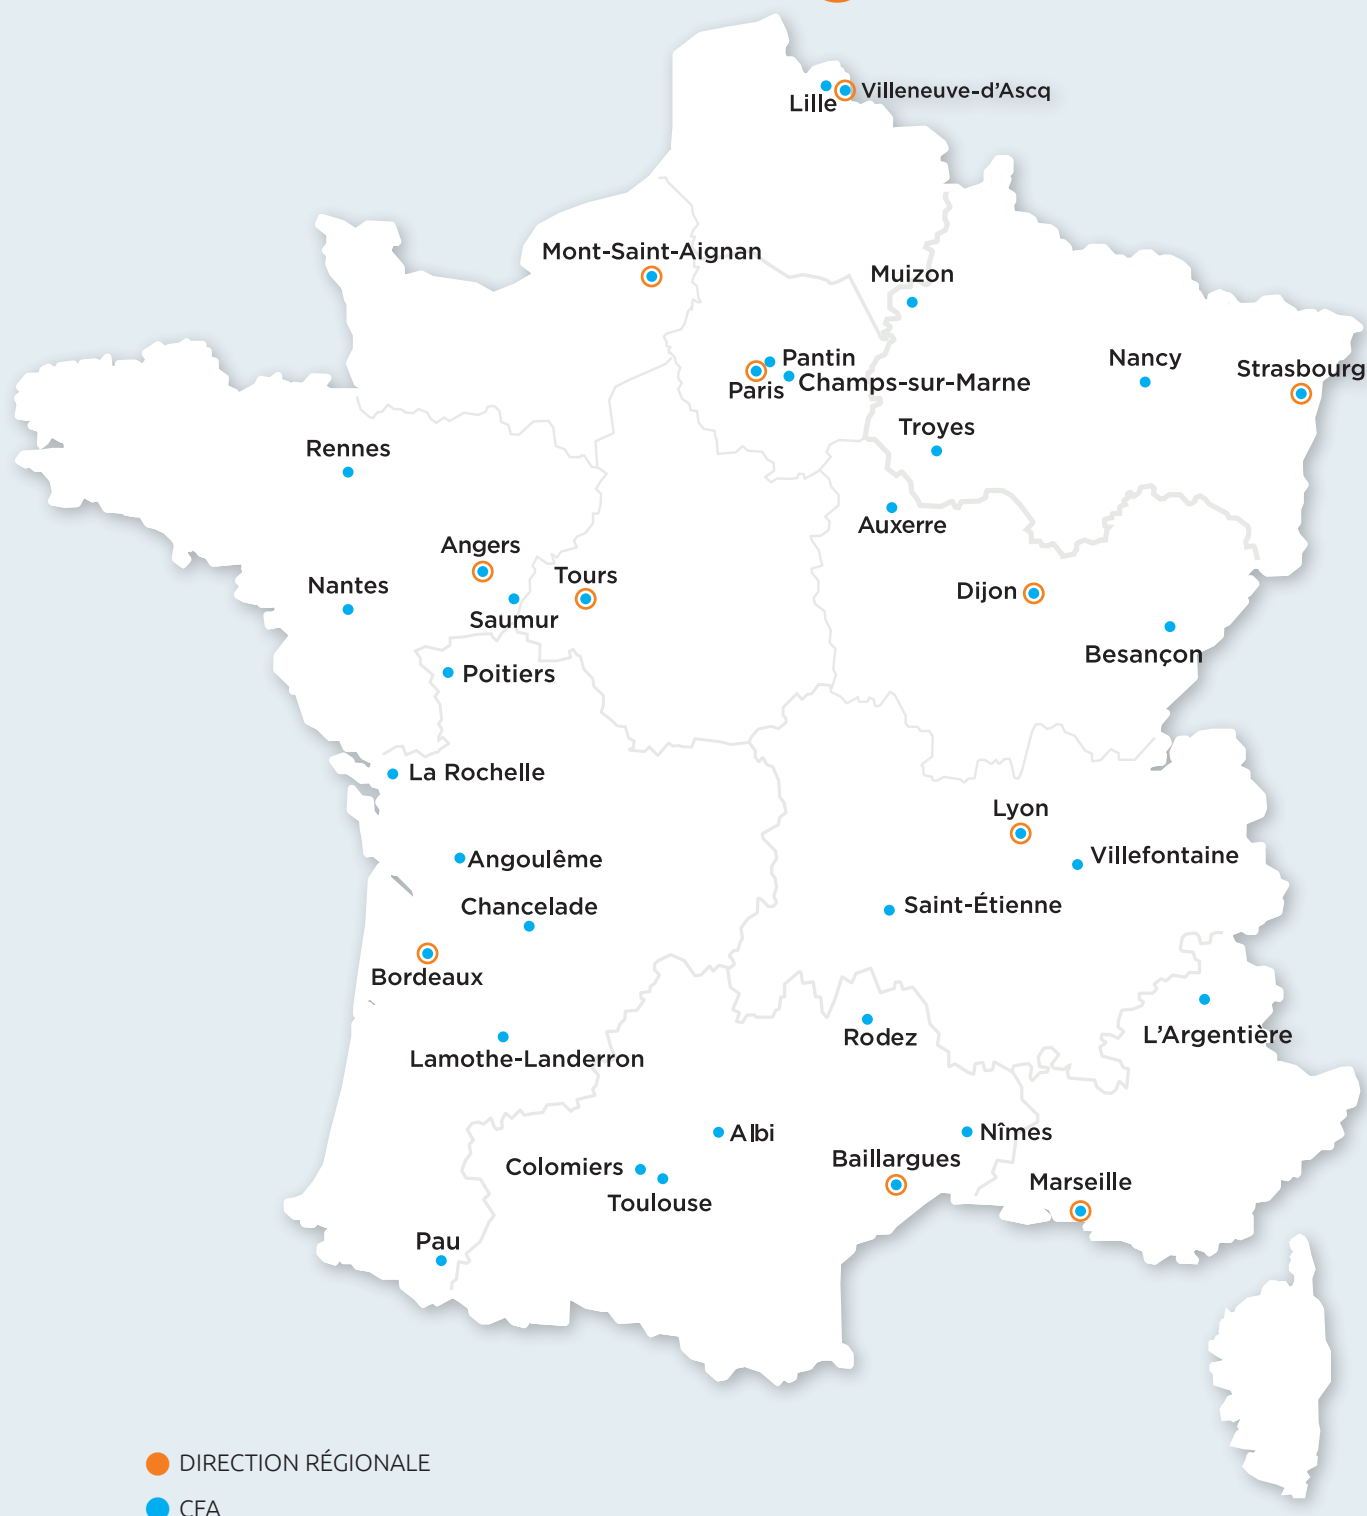 Villeneuve-d'Ascq
Lille
Mont-Saint-Aignan
Muizon
Pantin
Nancy
Strasbourg
Champs-sur-Marne
Paris
Troyes
Rennes
Auxerre
Angers
Tours
Nantes
Dijon
Saumur
Besançon
Poitiers
La Rochelle
Lyon
Villefontaine
Angoulême
Saint-Étienne
Chancelade
Bordeaux
L'Argentière
Rodez
Lamothe-Landerron
Albi
Nîmes
Baillargues
Colomiers
Marseille
Toulouse
Pau
DIRECTION RÉGIONALE
CFA